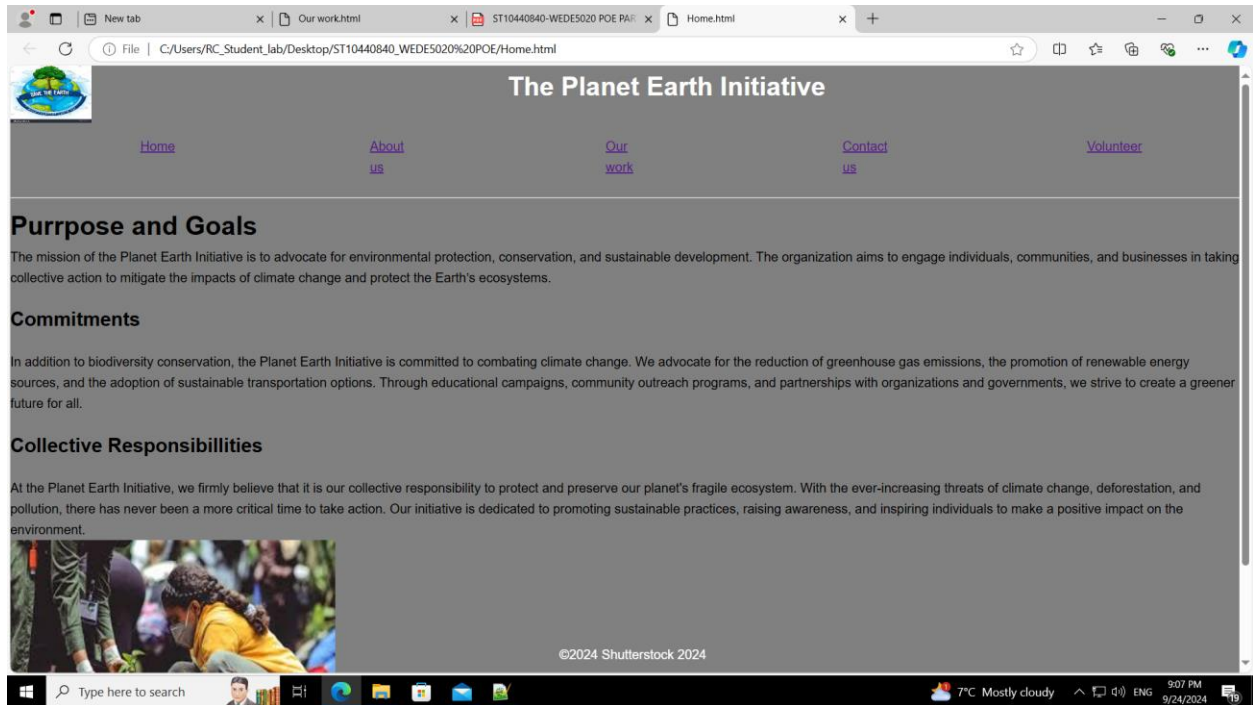 New tab
Our work.html
ST10440840-WEDE5020 POE PAR
Home.html
File | C:/Users/RC_Student_lab/Desktop/ST10440840_WEDE5020%20POE/Home.html
SAVE THE EARTH
The Planet Earth Initiative
Home About Our Contact Volunteer
us work us
Purrpose and Goals
The mission of the Planet Earth Initiative is to advocate for environmental protection, conservation, and sustainable development. The organization aims to engage individuals, communities, and businesses in taking
collective action to mitigate the impacts of climate change and protect the Earth's ecosystems.
Commitments
In addition to biodiversity conservation, the Planet Earth Initiative is committed to combating climate change. We advocate for the reduction of greenhouse gas emissions, the promotion of renewable energy
sources, and the adoption of sustainable transportation options. Through educational campaigns, community outreach programs, and partnerships with organizations and governments, we strive to create a greener
future for all.
Collective Responsibillities
At the Planet Earth Initiative, we firmly believe that it is our collective responsibility to protect and preserve our planet's fragile ecosystem. With the ever-increasing threats of climate change, deforestation, and
pollution, there has never been a more critical time to take action. Our initiative is dedicated to promoting sustainable practices, raising awareness, and inspiring individuals to make a positive impact on the
environment.
©2024 Shutterstock 2024
Type here to search
7°C Mostly cloudy
ENG
9:07 PM
9/24/2024
19